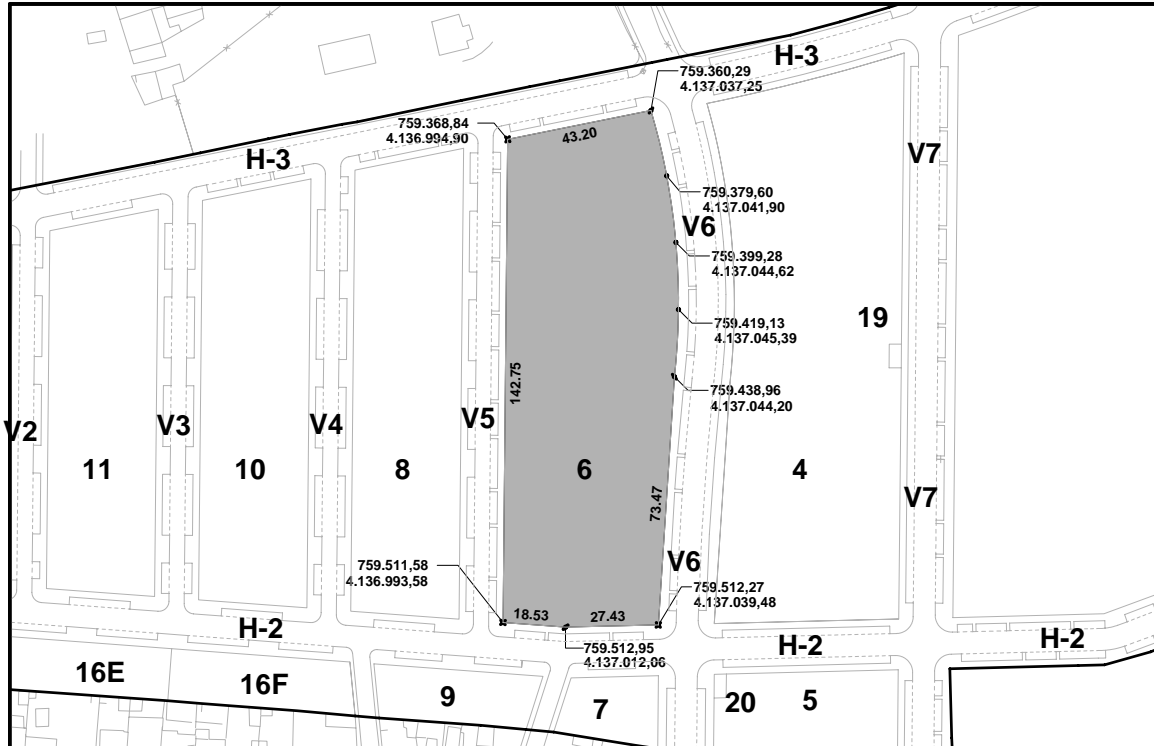 H-3
759.360,29
4.137.037,25
759.368,84
4.136.994,90
43.20
H-3
V7
759.379,60
4.137.041,90
V6
759.399,28
4.137.044,62
759.419,13
4.137.045,39
19
142.75
759.438,96
4.137.044,20
V2
V3
V4
V5
11
10
8
6
4
73.47
V7
759.511,58
4.136.993,58
V6
759.512,27
4.137.039,48
18.53
27.43
H-2
H-2
H-2
759.512,95
4.137.012,06
16E
16F
9
7
20
5